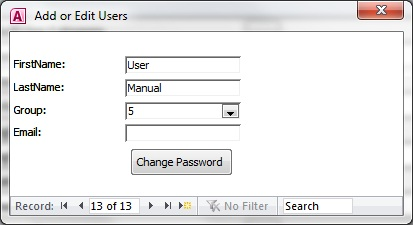 A Add or Edit Users
FirstName: User
LastName: Manual
Group: 5
Email:
Change Password
Record: 13 of 13 No Filter Search